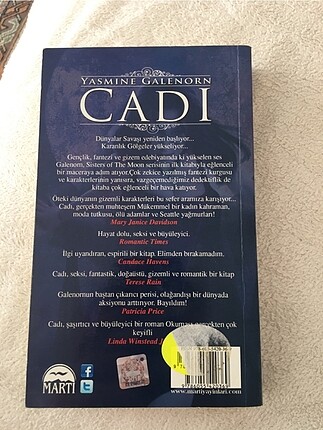 YASMINE GALENORN
CADI
Dünyalar Savaşı yeniden başlıyor...
Karanlık Gölgeler yükseliyor...
Gençlik, fantezi ve gizem edebiyatında ki yükselen ses
Galenorn, Sisters of The Moon serisinin ilk kitabıyla eğlenceli
bir maceraya adım atıyor.Çok zekice yazılmış fantezi kurgusu
ve karakterlerinin yanısıra, vazgeçemediğimiz dedektiflik de
kitaba çok eğlenceli bir hava katıyor.
Öteki dünyanın gizemli karakterleri bu sefer aramıza karışıyor...
Cadı, gerçekten muhteşem Mükemmel bir kadın kahraman,
moda tutkusu, ölü adamlar ve Seattle yağmurları!
Mary Janice Davidson
Hayat dolu, seksi ve büyüleyici.
Romantic Times
İlgi uyandıran, esprili bir kitap. Elimden bırakamadım.
Candace Havens
Cadı, seksi, fantastik, doğaüstü, gizemli ve romantik bir kitap
Terese Rain
Galenornun baştan çıkarıcı perisi, olağandışı bir dünyada
aksiyonu arttırıyor. Bayıldım!
Patricia Price
Cadı, şaşırtıcı ve büyüleyici bir roman Okuması gerçekten çok
keyifli
Linda Winstead
MARTI
www.martiyayinlari.com